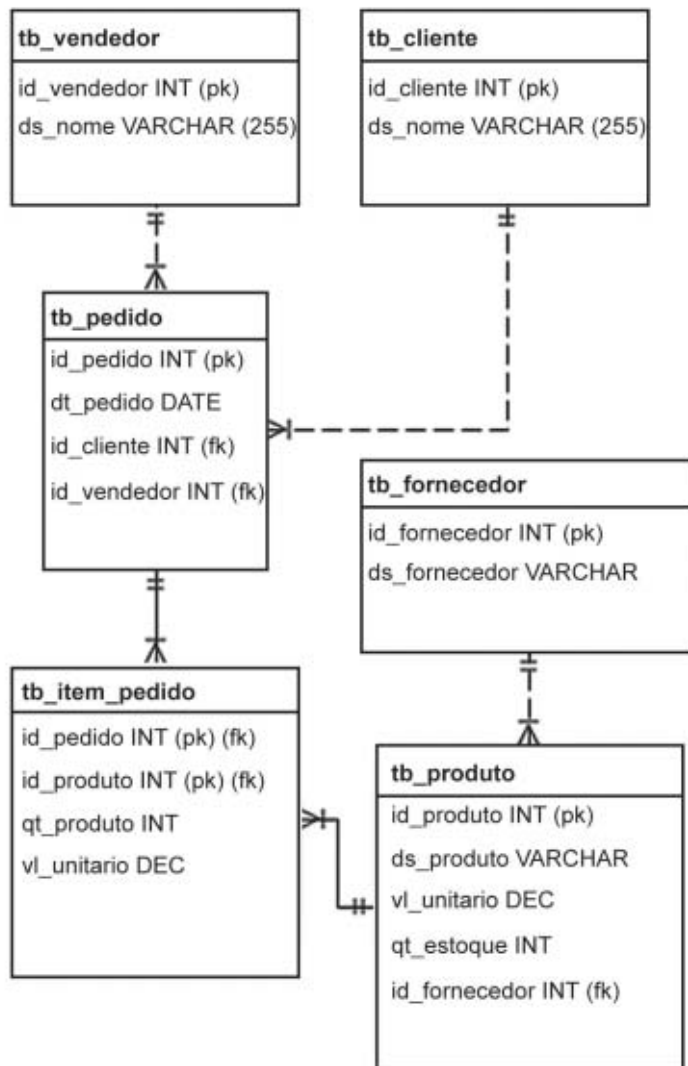 tb_vendedor
id_vendedor INT (pk)
ds_nome VARCHAR (255)
tb_cliente
id_cliente INT (pk)
ds_nome VARCHAR (255)
tb_pedido
id_pedido INT (pk)
dt_pedido DATE
id_cliente INT (fk)
id_vendedor INT (fk)
tb_fornecedor
id_fornecedor INT (pk)
ds_fornecedor VARCHAR
tb_item_pedido
id_pedido INT (pk) (fk)
id_produto INT (pk) (fk)
qt_produto INT
vl_unitario DEC
tb_produto
id_produto INT (pk)
ds_produto VARCHAR
vl_unitario DEC
qt_estoque INT
id_fornecedor INT (fk)